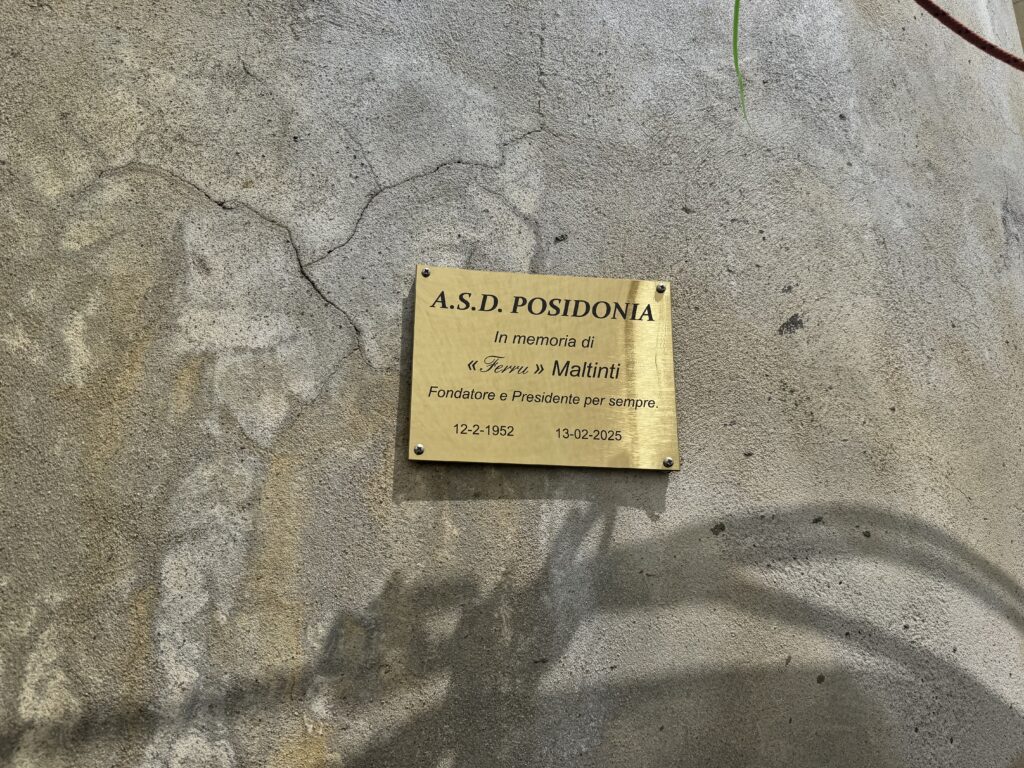 A.S.D. POSIDONIA
In memoria di
«Ferru» Maltinti
Fondatore e Presidente per sempre.
12-2-1952 13-02-2025